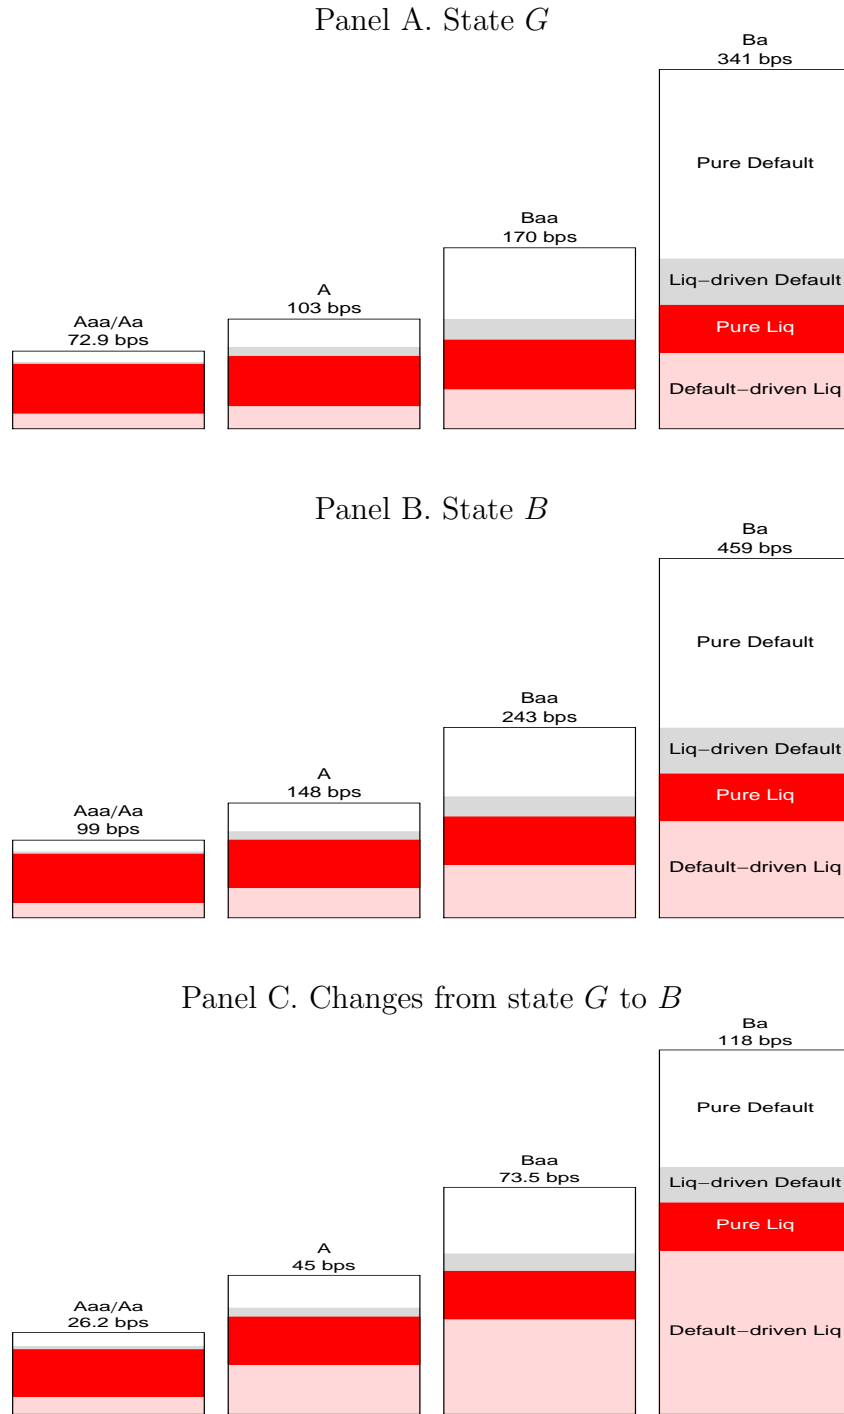 Panel A. State G
Ba
341 bps
Pure Default
Baa
170 bps
Liq−driven Default
A
103 bps
Aaa/Aa
72.9 bps
Pure Liq
Default−driven Liq
Panel B. State B
Ba
459 bps
Pure Default
Baa
243 bps
Liq−driven Default
A
148 bps
Pure Liq
Aaa/Aa
99 bps
Default−driven Liq
Panel C. Changes from state G to B
Ba
118 bps
Pure Default
Baa
73.5 bps
Liq−driven Default
Pure Liq
A
45 bps
Aaa/Aa
26.2 bps
Default−driven Liq